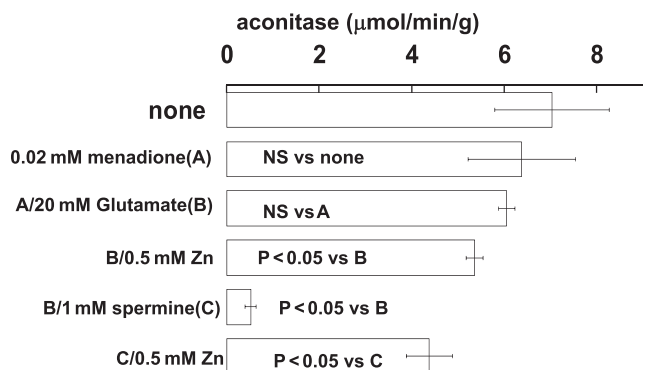 aconitase (μmol/min/g)
0 2 4 6 8
none
0.02 mM menadione(A) NS vs none
A/20 mM Glutamate(B) NS vs A
B/0.5 mM Zn P<0.05 vs B
B/1 mM spermine(C) P<0.05 vs B
C/0.5 mM Zn P<0.05 vs C